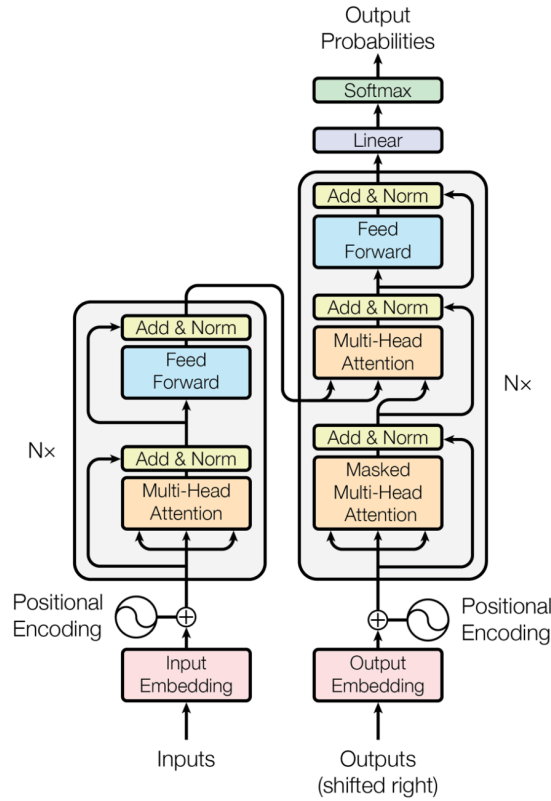 Output
Probabilities
Softmax
Linear
Add & Norm
Feed
Forward
Add & Norm
Multi-Head
Attention
Add & Norm
Masked
Multi-Head
Attention
N×
Positional
Encoding
Output
Embedding
Outputs
(shifted right)
Add & Norm
Feed
Forward
Add & Norm
Multi-Head
Attention
N×
Positional
Encoding
Input
Embedding
Inputs